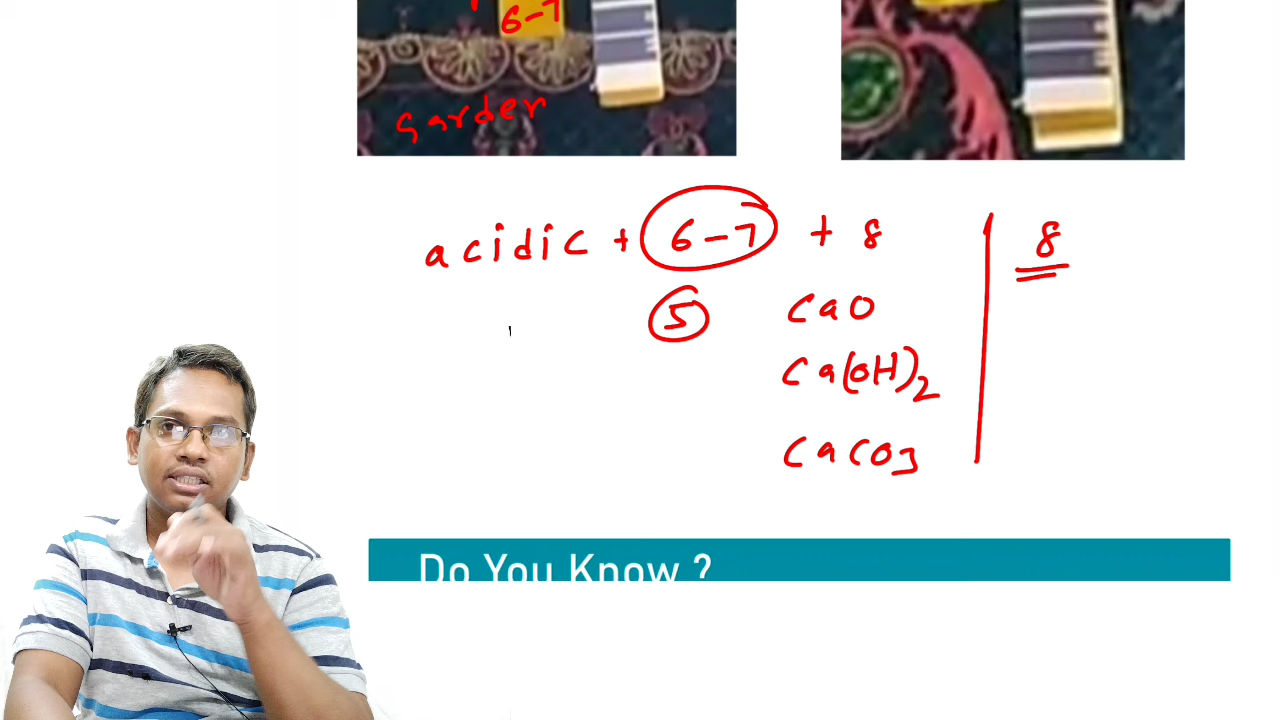 6-7
Garden
acidic + 6-7 + 8
8
5
CaO
Ca(OH)2
CaCO3
Do You Know ?